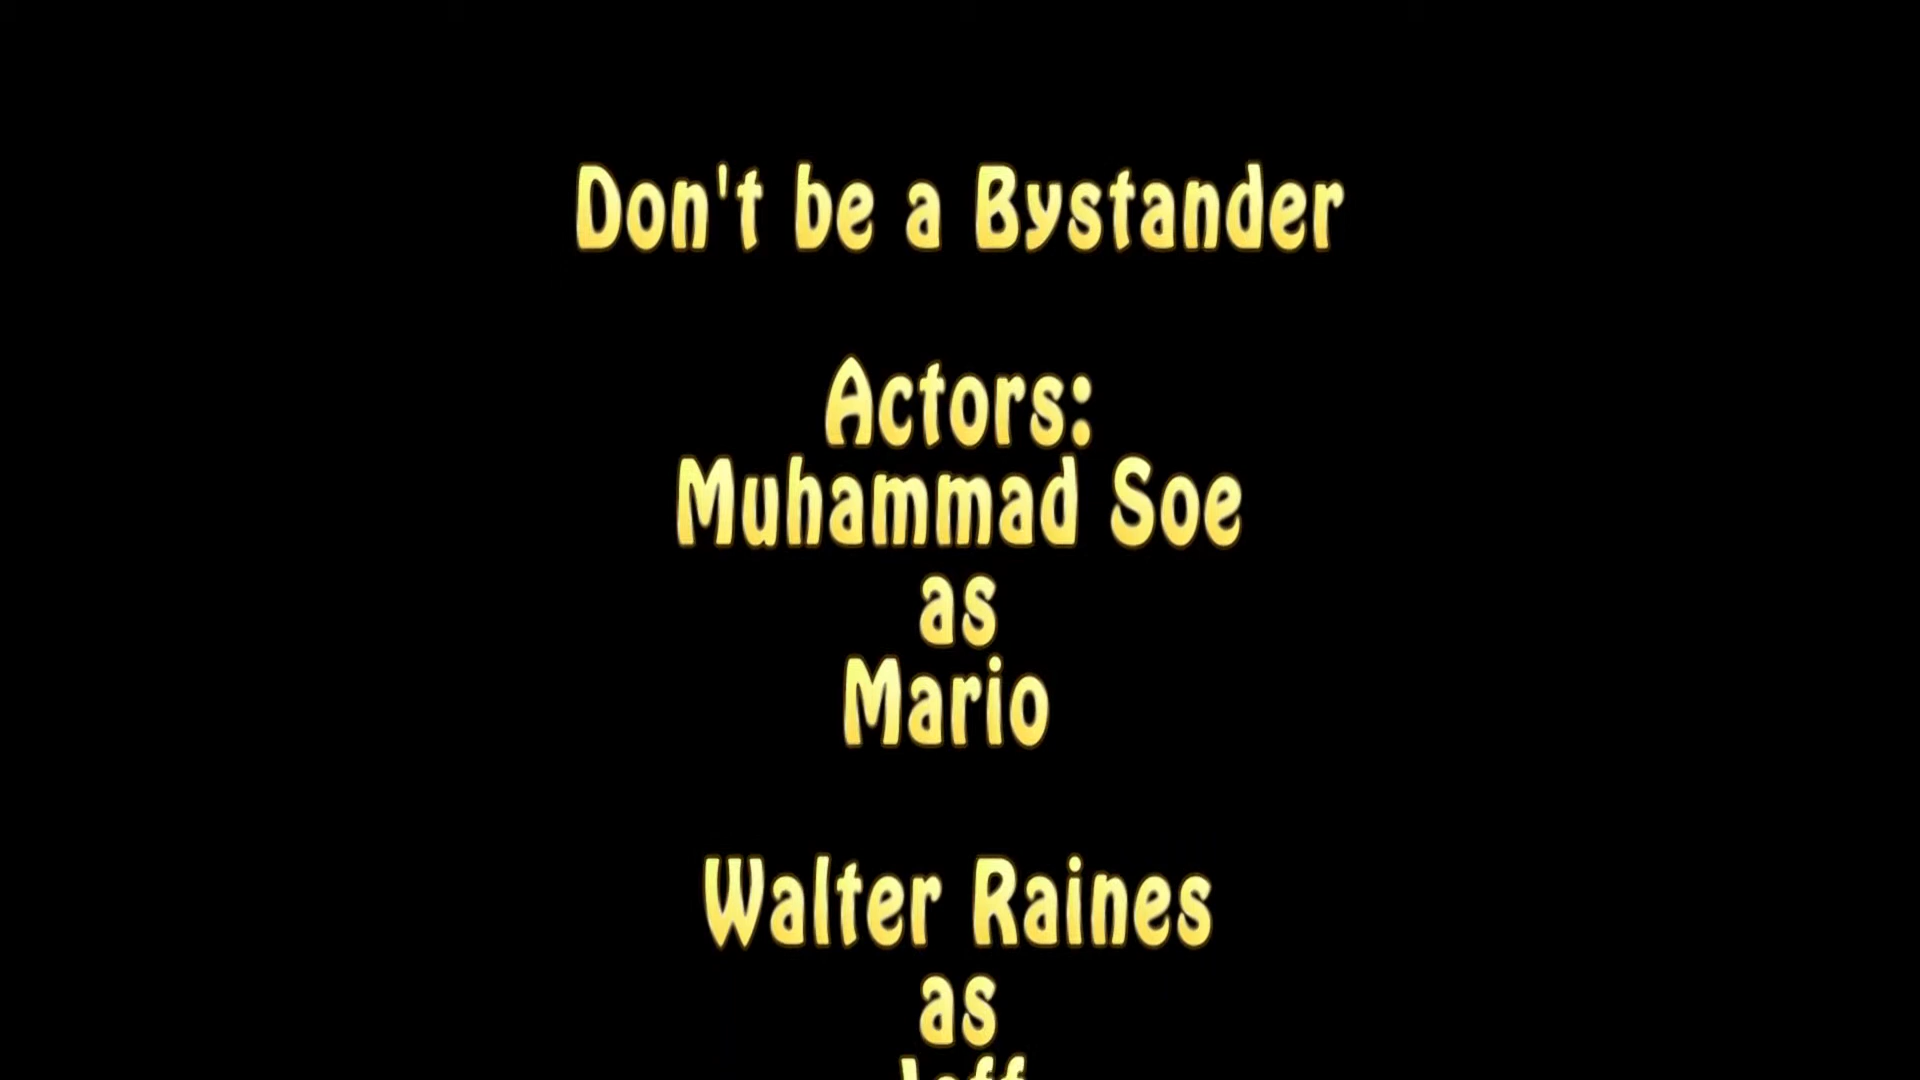 Don't be a Bystander
Actors:
Muhammad Soe
as
Mario
Walter Raines
as